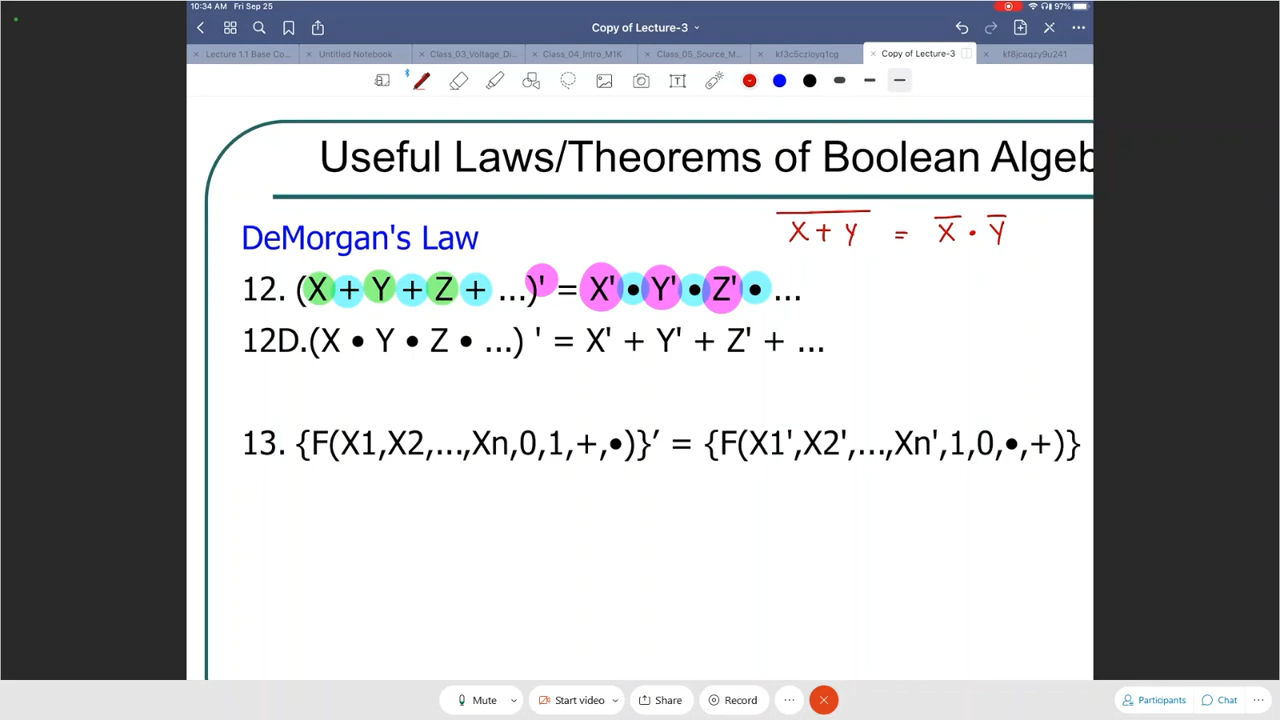 10:34 AM Fri Sep 25 97%
Copy of Lecture-3
Lecture 1.1 Base Co... Untitled Notebook Class_03_Voltage_Di... Class_04_Intro_M1K Class_05_Source_M... kf3c5czloyq1cg Copy of Lecture-3 kf8jcaqzy9u241
Useful Laws/Theorems of Boolean Algeb
X + Y = X̅ · Y̅
DeMorgan's Law
12. (X + Y + Z + ...)' = X' • Y' • Z' • ...
12D.(X • Y • Z • ...) ' = X' + Y' + Z' + ...
13. {F(X1,X2,...,Xn,0,1,+,•)}' = {F(X1',X2',...,Xn',1,0,•,+)}
Mute Start video Share Record Participants Chat